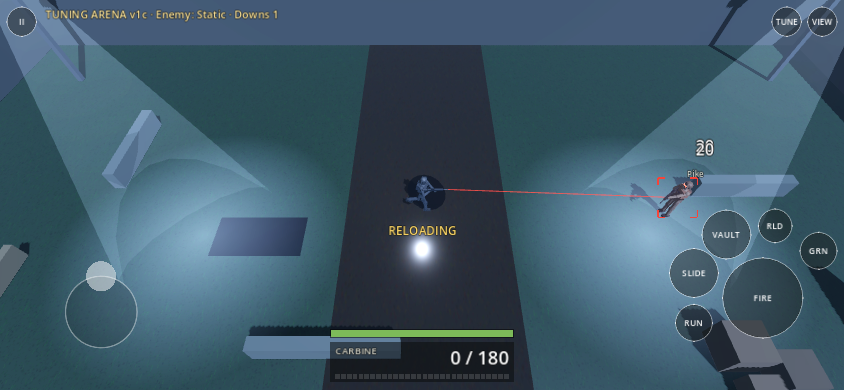 TUNING ARENA v1c · Enemy: Static · Downs 1
TUNE
VIEW
20
20
Pike
VAULT
RLD
RELOADING
GRN
SLIDE
FIRE
RUN
CARBINE
0 / 180